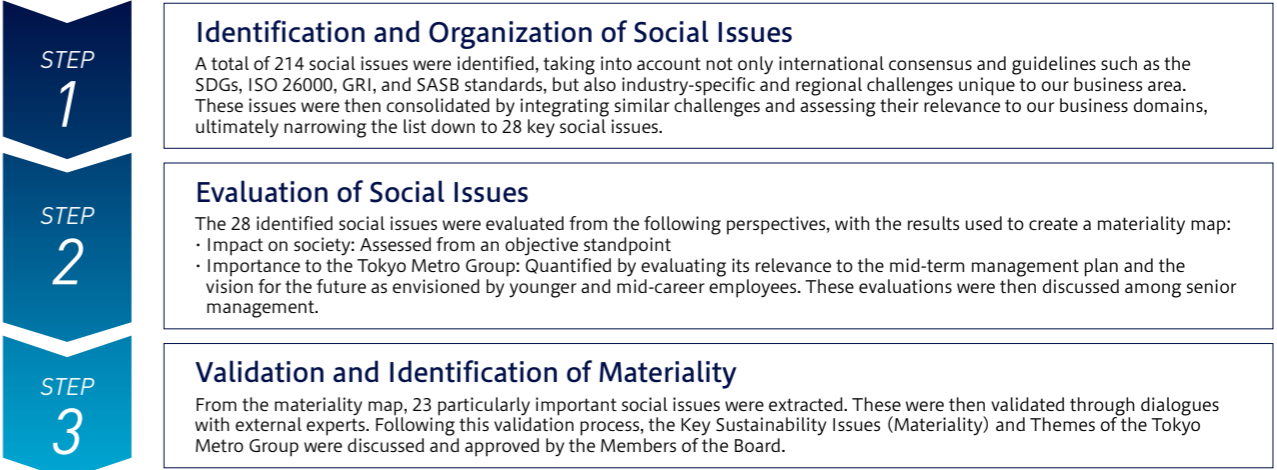 STEP
1
Identification and Organization of Social Issues
A total of 214 social issues were identified, taking into account not only international consensus and guidelines such as the
SDGs, ISO 26000, GRI, and SASB standards, but also industry-specific and regional challenges unique to our business area.
These issues were then consolidated by integrating similar challenges and assessing their relevance to our business domains,
ultimately narrowing the list down to 28 key social issues.
STEP
2
Evaluation of Social Issues
The 28 identified social issues were evaluated from the following perspectives, with the results used to create a materiality map:
・Impact on society: Assessed from an objective standpoint
・Importance to the Tokyo Metro Group: Quantified by evaluating its relevance to the mid-term management plan and the
vision for the future as envisioned by younger and mid-career employees. These evaluations were then discussed among senior
management.
STEP
3
Validation and Identification of Materiality
From the materiality map, 23 particularly important social issues were extracted. These were then validated through dialogues
with external experts. Following this validation process, the Key Sustainability Issues (Materiality) and Themes of the Tokyo
Metro Group were discussed and approved by the Members of the Board.